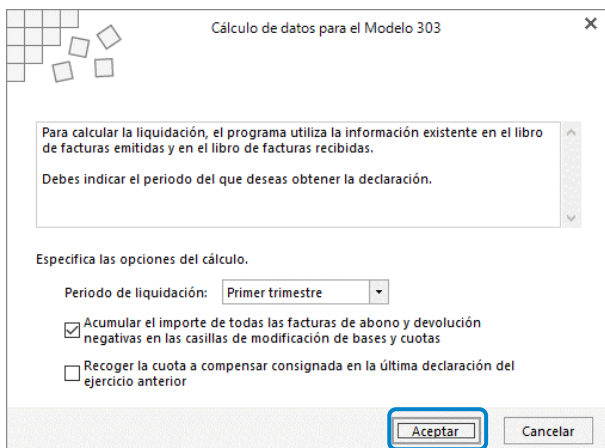 Cálculo de datos para el Modelo 303
Para calcular la liquidación, el programa utiliza la información existente en el libro
de facturas emitidas y en el libro de facturas recibidas.
Debes indicar el periodo del que deseas obtener la declaración.
Especifica las opciones del cálculo.
Periodo de liquidación: Primer trimestre
Acumular el importe de todas las facturas de abono y devolución
negativas en las casillas de modificación de bases y cuotas
Recoger la cuota a compensar consignada en la última declaración del
ejercicio anterior
Aceptar Cancelar